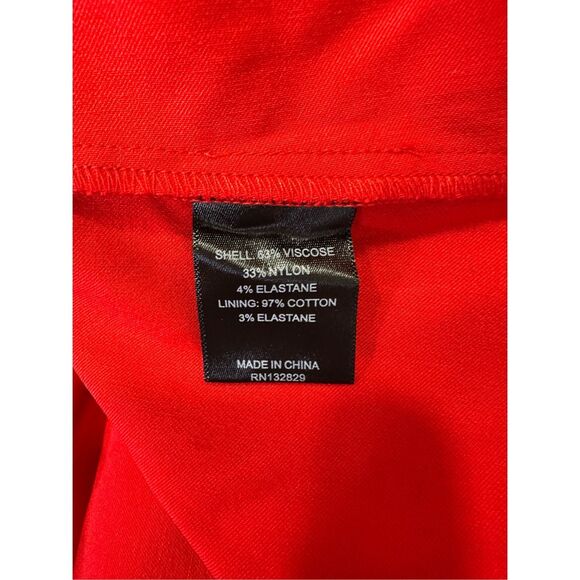 SHELL: 63% VISCOSE
33% NYLON
4% ELASTANE
LINING: 97% COTTON
3% ELASTANE
MADE IN CHINA
RN132829